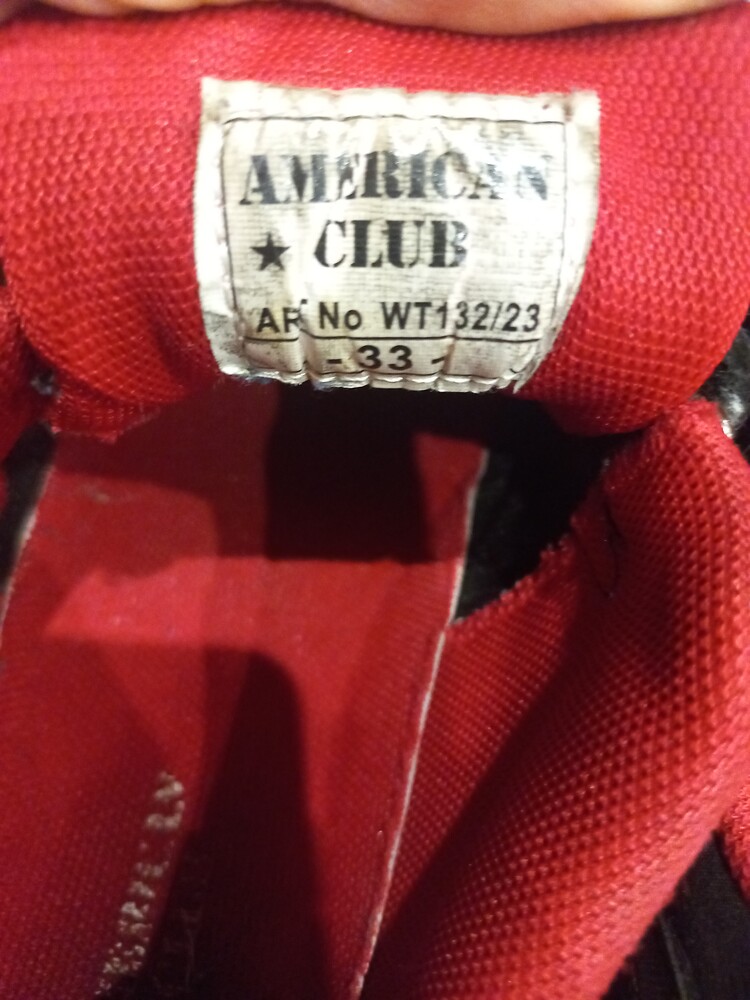 AMERICAN
★ CLUB
AR No WT132/23
- 33 -